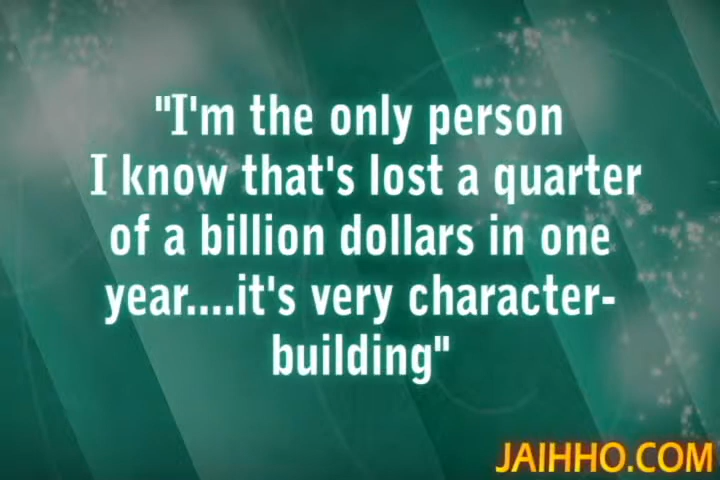 "I'm the only person
I know that's lost a quarter
of a billion dollars in one
year....it's very character-
building"
JAIHHO.COM